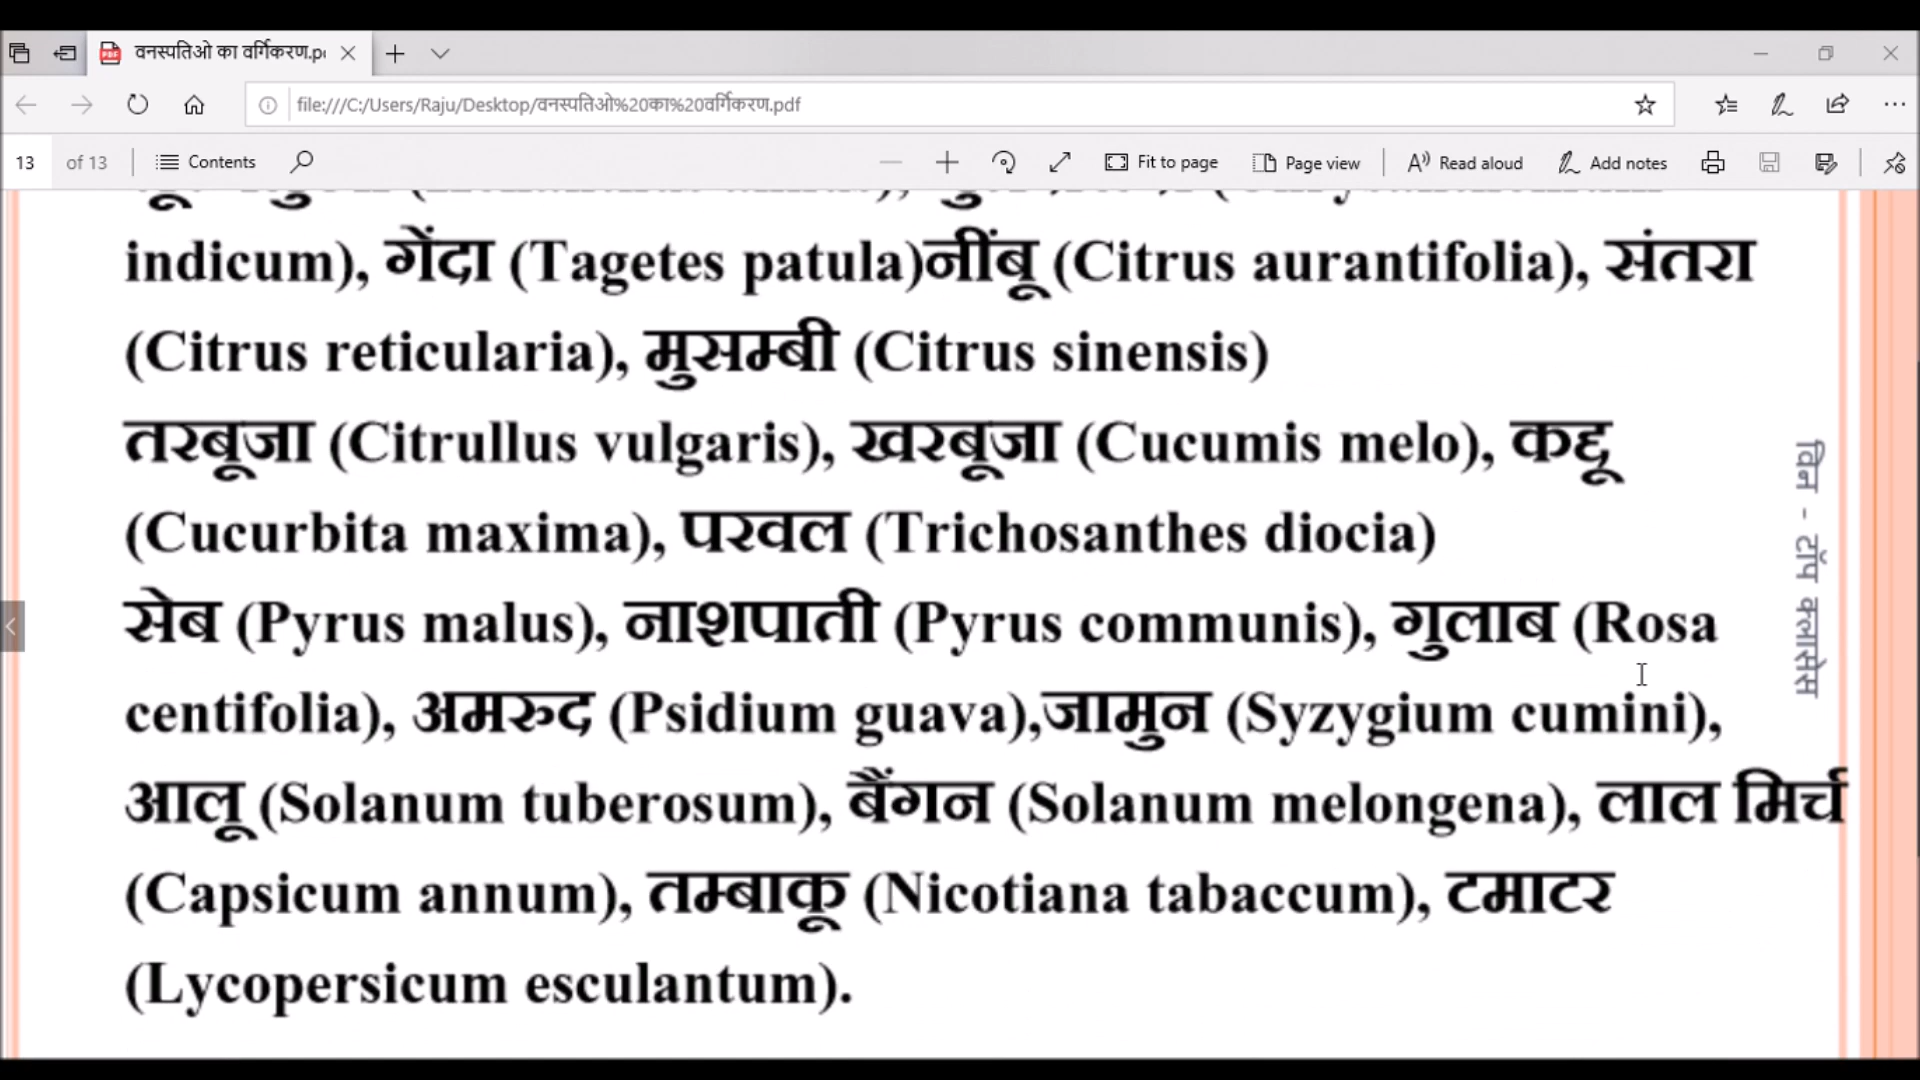 वनस्पतिओ का वर्गिकरण.p
file:///C:/Users/Raju/Desktop/वनस्पतिओ%20का%20वर्गिकरण.pdf
13 of 13 Contents Fit to page Page view Read aloud Add notes
indicum), गेंदा (Tagetes patula)नींबू (Citrus aurantifolia), संतरा
(Citrus reticularia), मुसम्बी (Citrus sinensis)
तरबूजा (Citrullus vulgaris), खरबूजा (Cucumis melo), कद्दू
(Cucurbita maxima), परवल (Trichosanthes diocia)
सेब (Pyrus malus), नाशपाती (Pyrus communis), गुलाब (Rosa
centifolia), अमरुद (Psidium guava),जामुन (Syzygium cumini),
आलू (Solanum tuberosum), बैंगन (Solanum melongena), लाल मिर्च
(Capsicum annum), तम्बाकू (Nicotiana tabaccum), टमाटर
(Lycopersicum esculantum).
विन - टॉप क्लासेस